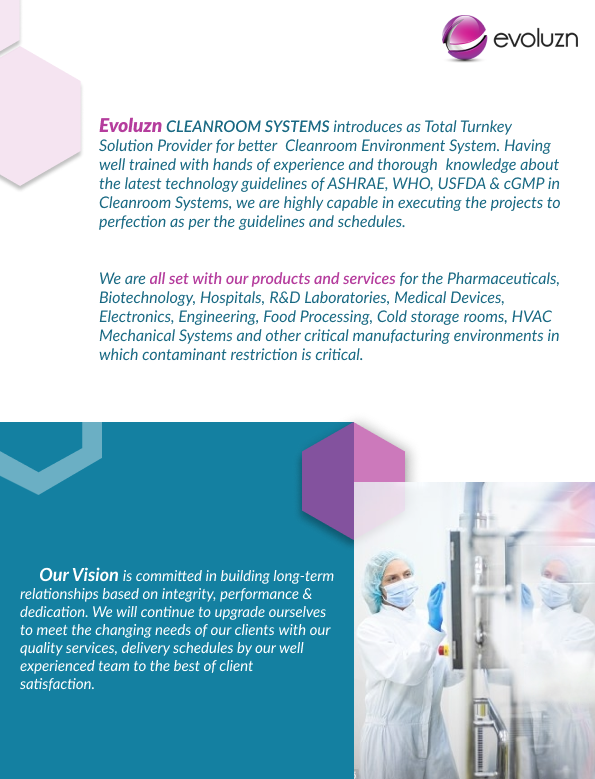 evoluzn
Evoluzn CLEANROOM SYSTEMS introduces as Total Turnkey
Solution Provider for better  Cleanroom Environment System. Having
well trained with hands of experience and thorough  knowledge about
the latest technology guidelines of ASHRAE, WHO, USFDA & cGMP in
Cleanroom Systems, we are highly capable in executing the projects to
perfection as per the guidelines and schedules.
We are all set with our products and services for the Pharmaceuticals,
Biotechnology, Hospitals, R&D Laboratories, Medical Devices,
Electronics, Engineering, Food Processing, Cold storage rooms, HVAC
Mechanical Systems and other critical manufacturing environments in
which contaminant restriction is critical.
Our Vision is committed in building long-term
relationships based on integrity, performance &
dedication. We will continue to upgrade ourselves
to meet the changing needs of our clients with our
quality services, delivery schedules by our well
experienced team to the best of client
satisfaction.